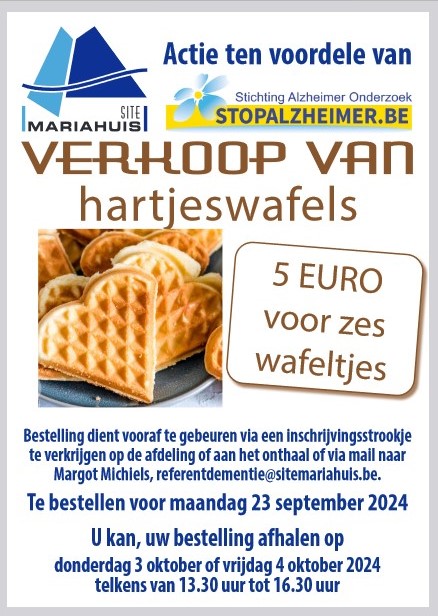 Actie ten voordele van
SITE
MARIAHUIS
Stichting Alzheimer Onderzoek
STOPALZHEIMER.BE
VERKOOP VAN
hartjeswafels
5 EURO
voor zes
wafeltjes
Bestelling dient vooraf te gebeuren via een inschrijvingsstrookje
te verkrijgen op de afdeling of aan het onthaal of via mail naar
Margot Michiels, referentdementie@sitemariahuis.be.
Te bestellen voor maandag 23 september 2024
U kan, uw bestelling afhalen op
donderdag 3 oktober of vrijdag 4 oktober 2024
telkens van 13.30 uur tot 16.30 uur